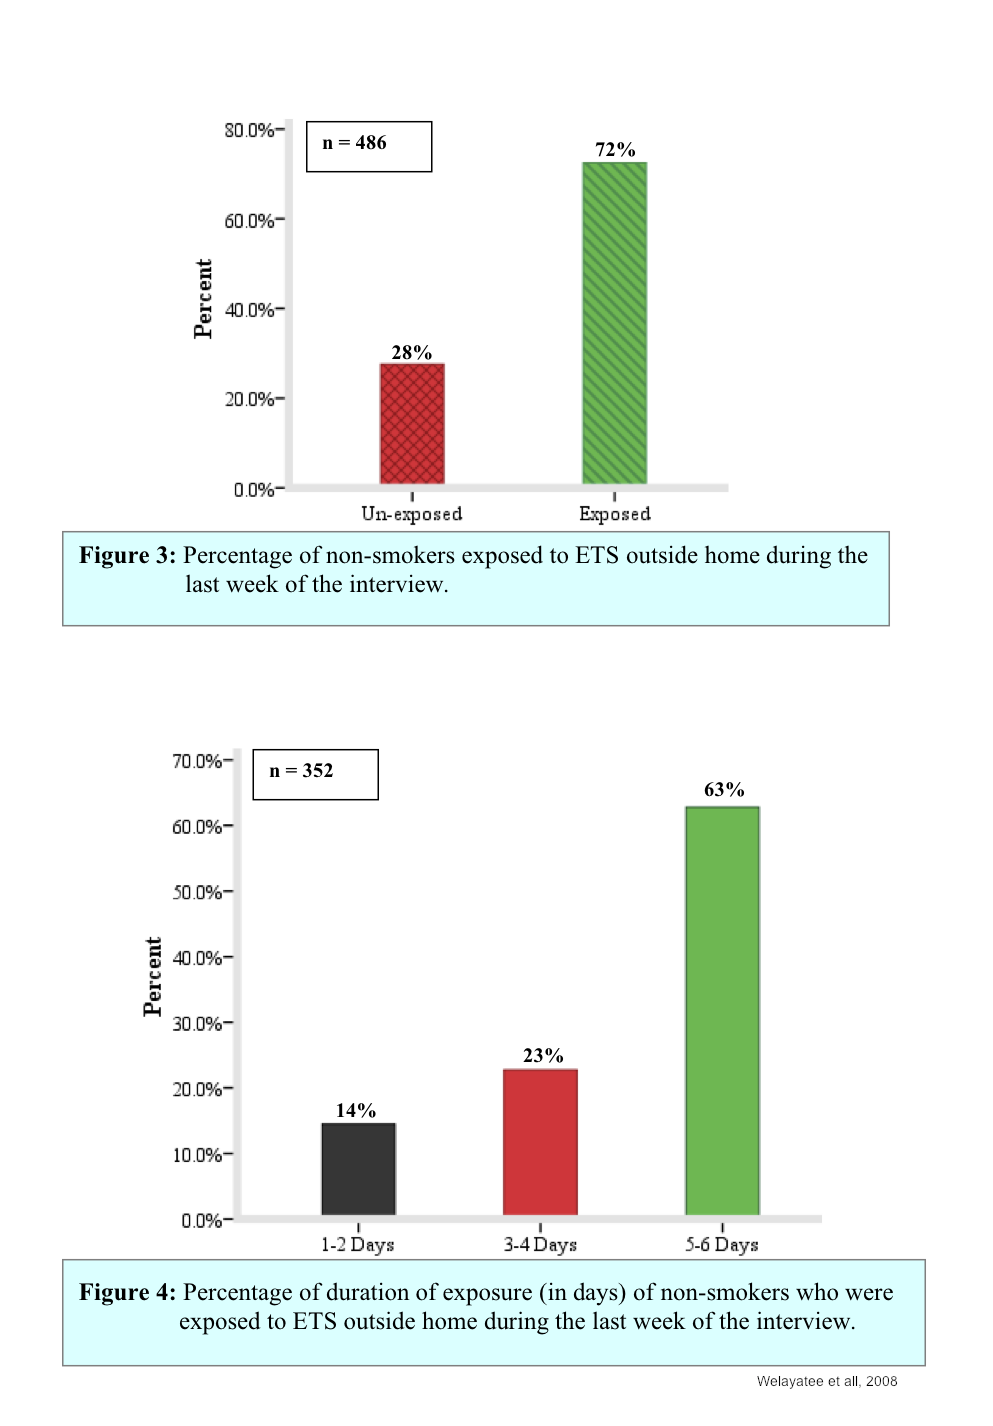 80.0%
n = 486
72%
60.0%
Percent
40.0%
28%
20.0%
0.0%
Un-exposed Exposed
Figure 3: Percentage of non-smokers exposed to ETS outside home during the
last week of the interview.
70.0%
n = 352
63%
60.0%
50.0%
40.0%
Percent
30.0%
23%
20.0%
14%
10.0%
0.0%
1-2 Days 3-4 Days 5-6 Days
Figure 4: Percentage of duration of exposure (in days) of non-smokers who were
exposed to ETS outside home during the last week of the interview.
Welayatee et all, 2008